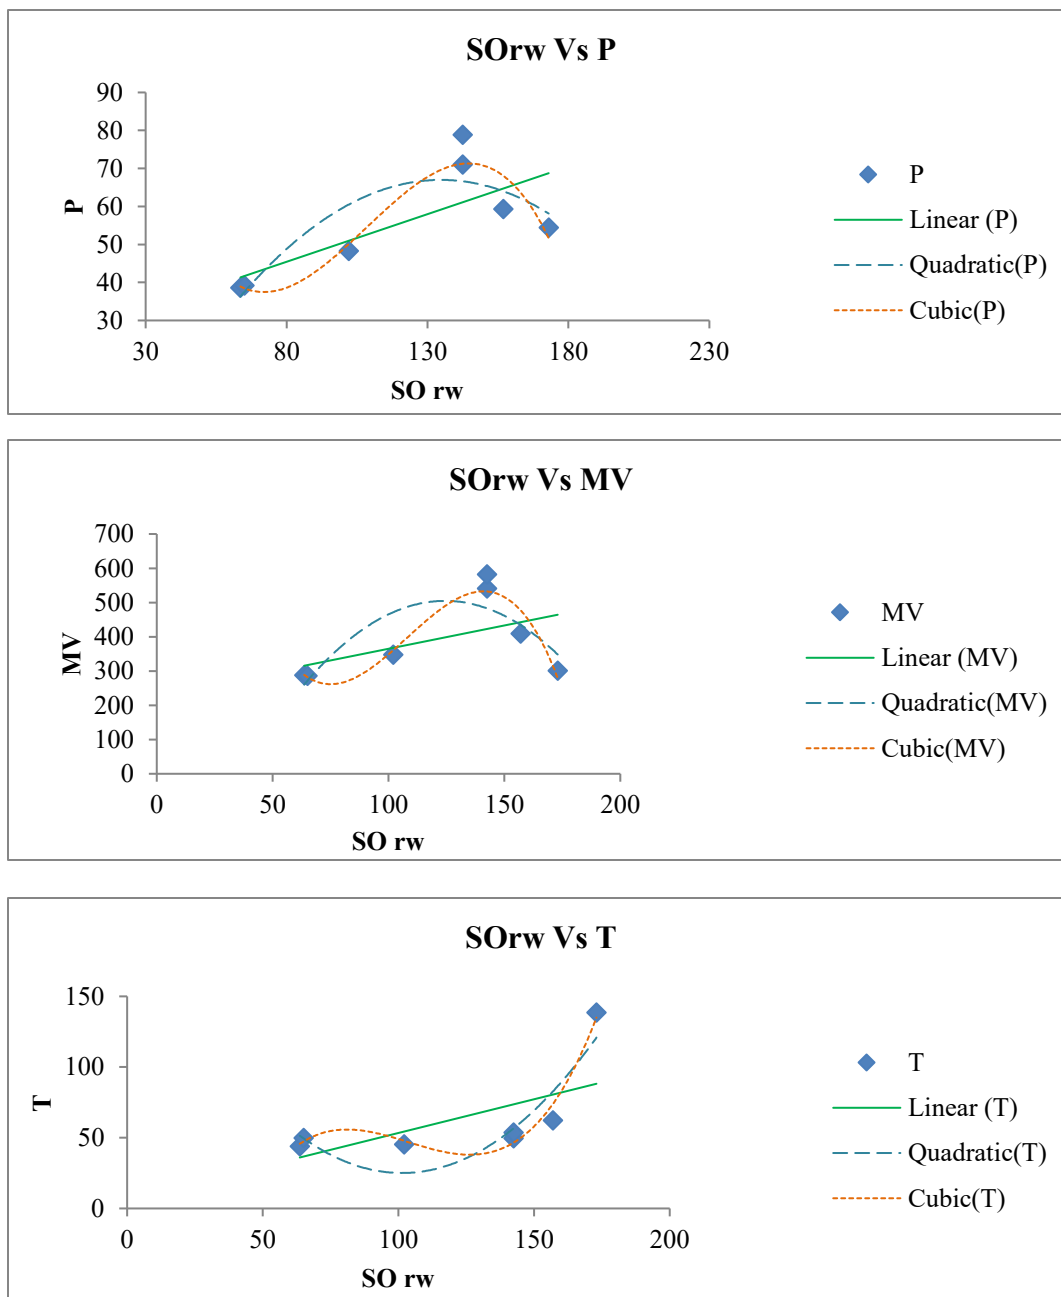 SOrw Vs P
90
80
70
60
50
40
30
P
30 80 130 180 230
SO rw
P
Linear (P)
Quadratic(P)
Cubic(P)
SOrw Vs MV
700
600
500
400
300
200
100
0
MV
0 50 100 150 200
SO rw
MV
Linear (MV)
Quadratic(MV)
Cubic(MV)
SOrw Vs T
150
100
50
0
T
0 50 100 150 200
SO rw
T
Linear (T)
Quadratic(T)
Cubic(T)